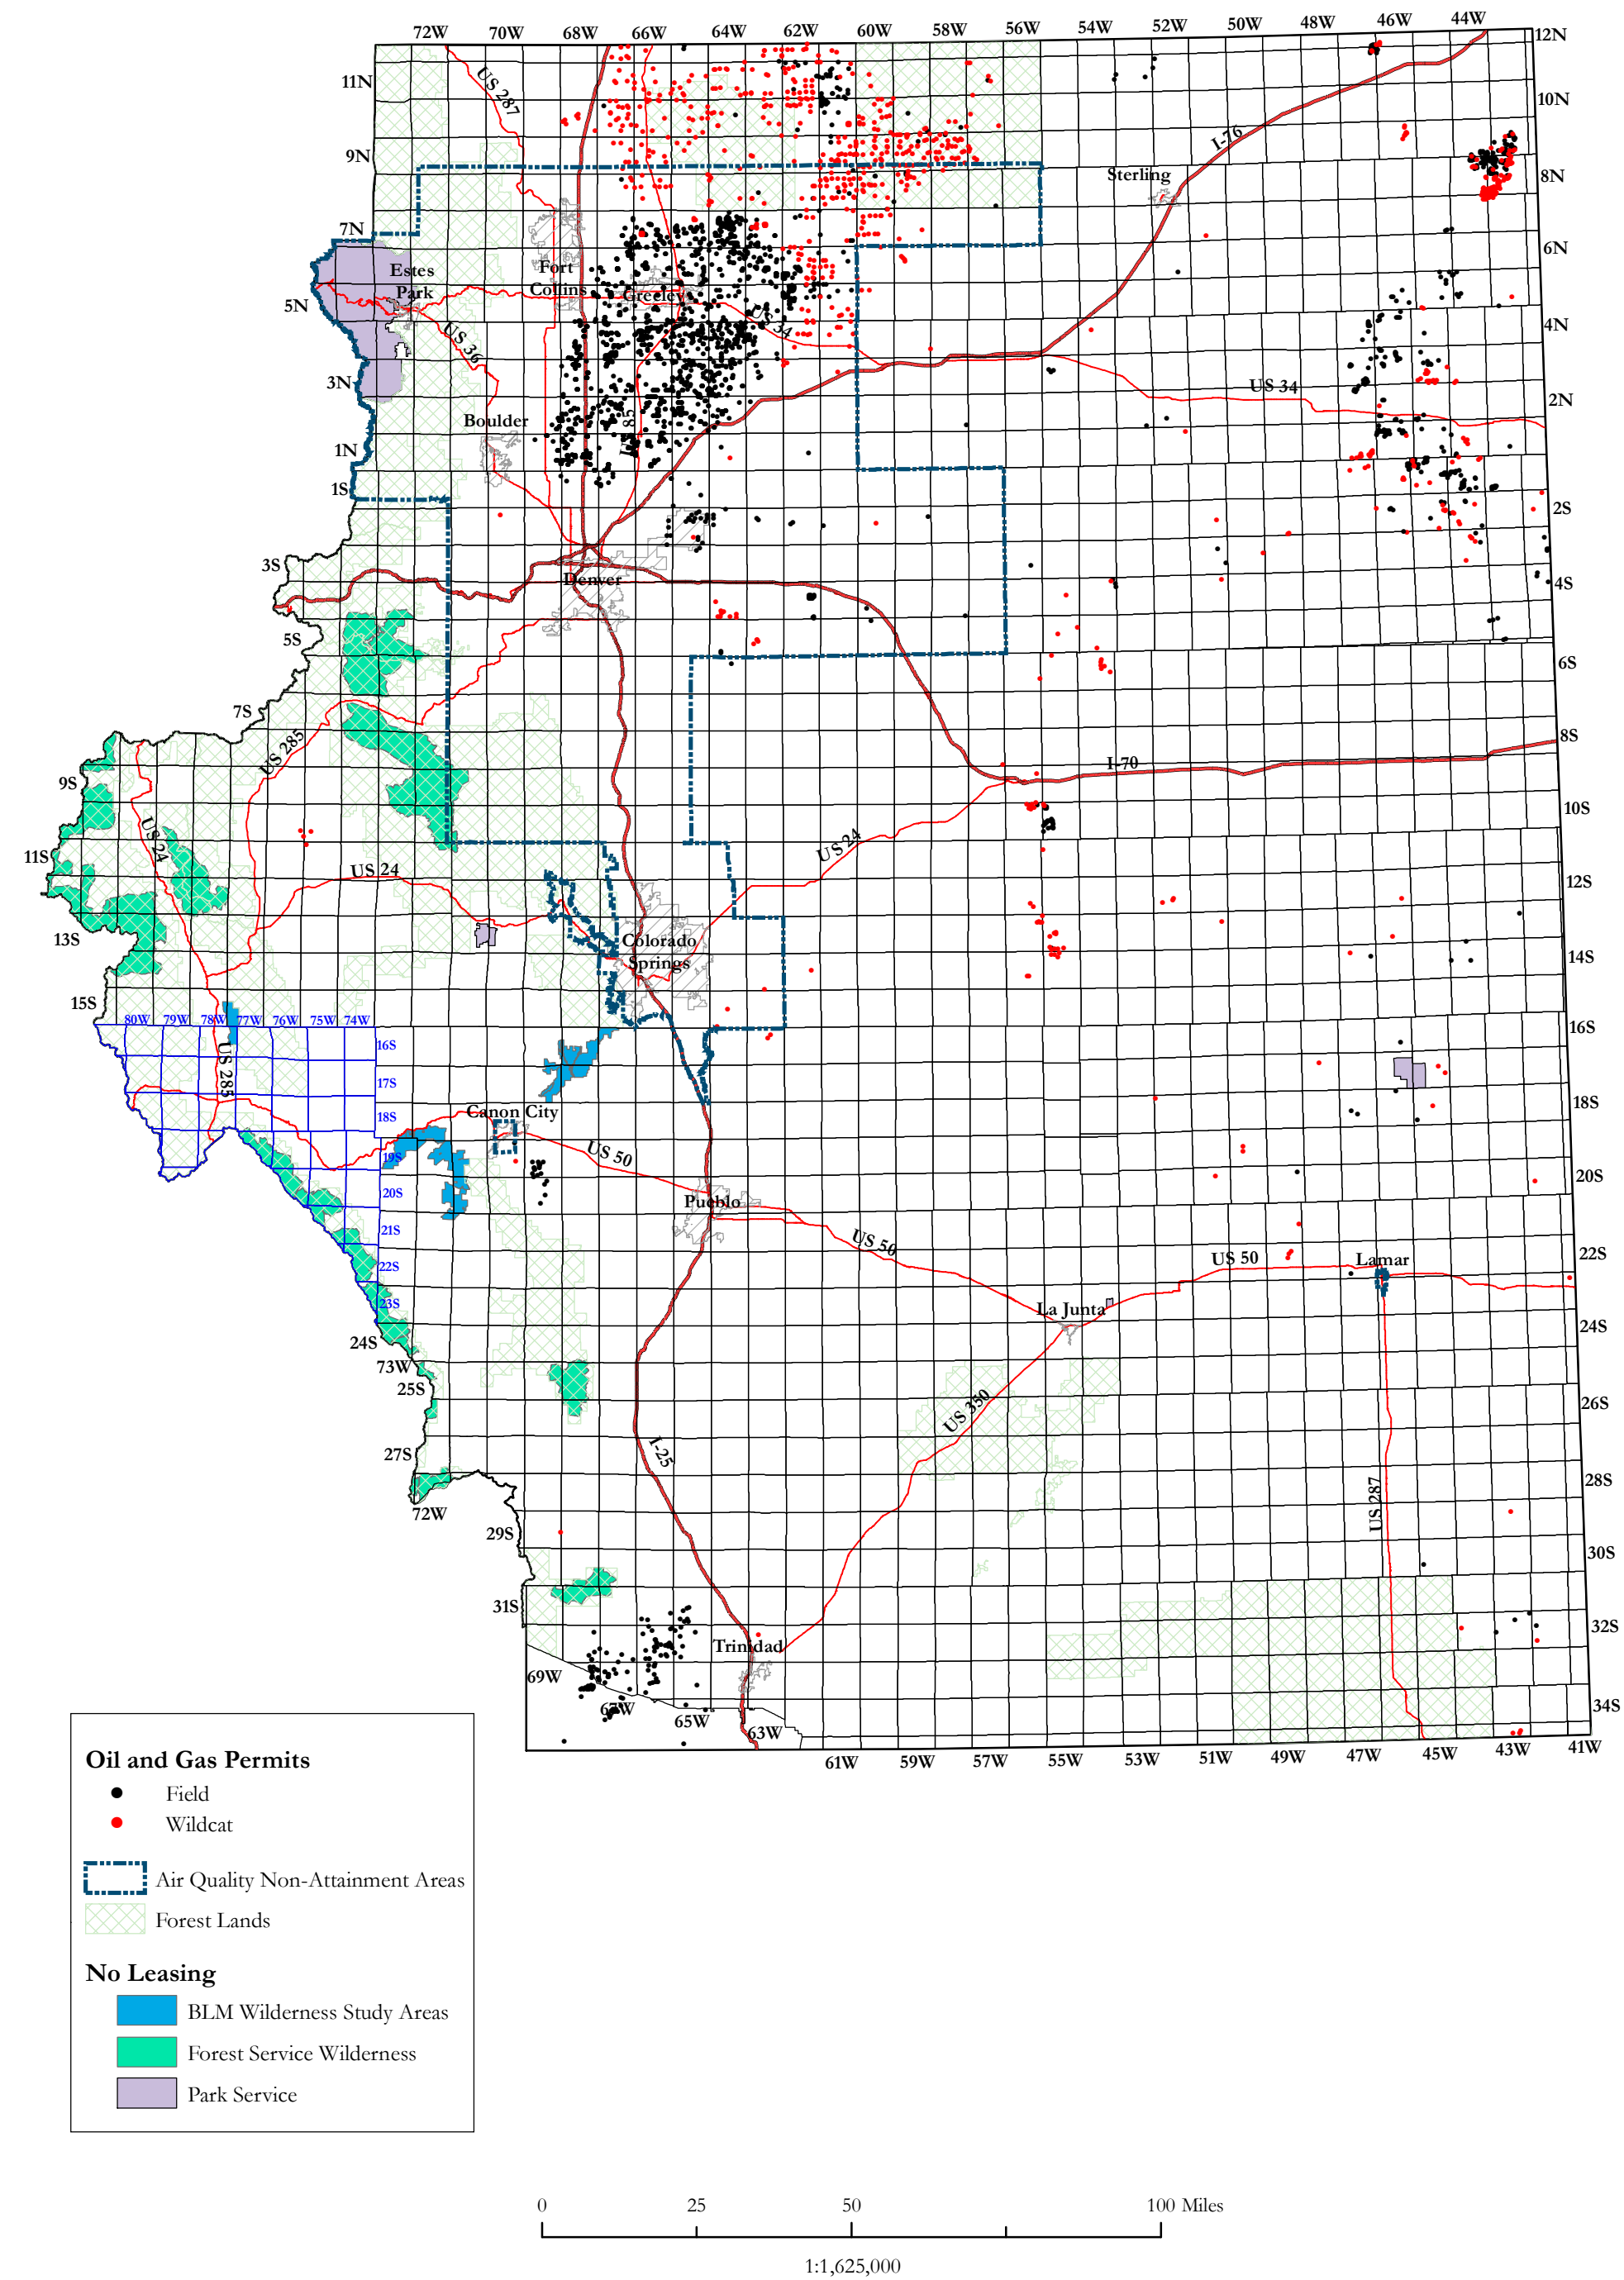 72W 70W 68W 66W 64W 62W 60W 58W 56W 54W 52W 50W 48W 46W 44W
12N
11N
10N
US 287
I-76
9N
Sterling
8N
7N
6N
Estes
Park
Fort
Collins
Greeley
5N
US 34
4N
US 36
3N
US 34
2N
Boulder
US 85
1N
1S
2S
3S
Denver
4S
5S
6S
7S
8S
US 285
I-70
9S
10S
US 24
US 24
11S
US 24
12S
13S
Colorado
Springs
14S
15S
80W 79W 78W 77W 76W 75W 74W
16S
16S
US 285
17S
18S
18S
Canon City
19S
US 50
20S
20S
Pueblo
21S
US 50
22S
US 50
Lamar
22S
23S
La Junta
24S
24S
73W
25S
26S
US 350
27S
I-25
28S
72W
US 287
29S
30S
31S
32S
Trinidad
69W
67W
65W
63W
34S
61W 59W 57W 55W 53W 51W 49W 47W 45W 43W 41W
Oil and Gas Permits
Field
Wildcat
Air Quality Non-Attainment Areas
Forest Lands
No Leasing
BLM Wilderness Study Areas
Forest Service Wilderness
Park Service
0 25 50 100 Miles
1:1,625,000